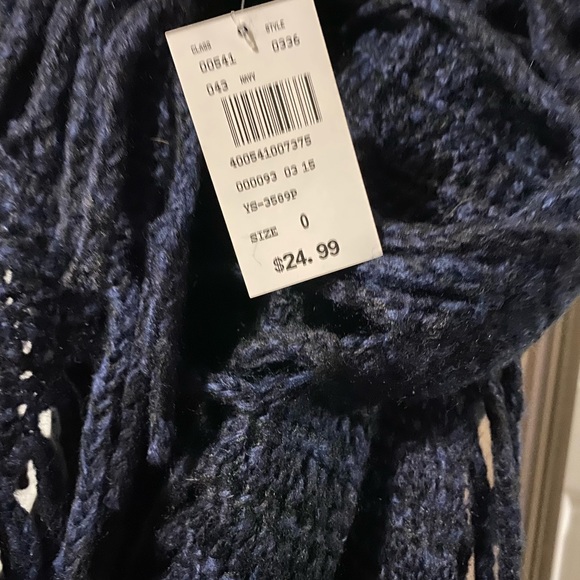 CLASS STYLE
00541 0336
043 NAVY
400541007375
000093 03 15
YS-3509P
SIZE 0
$24.99